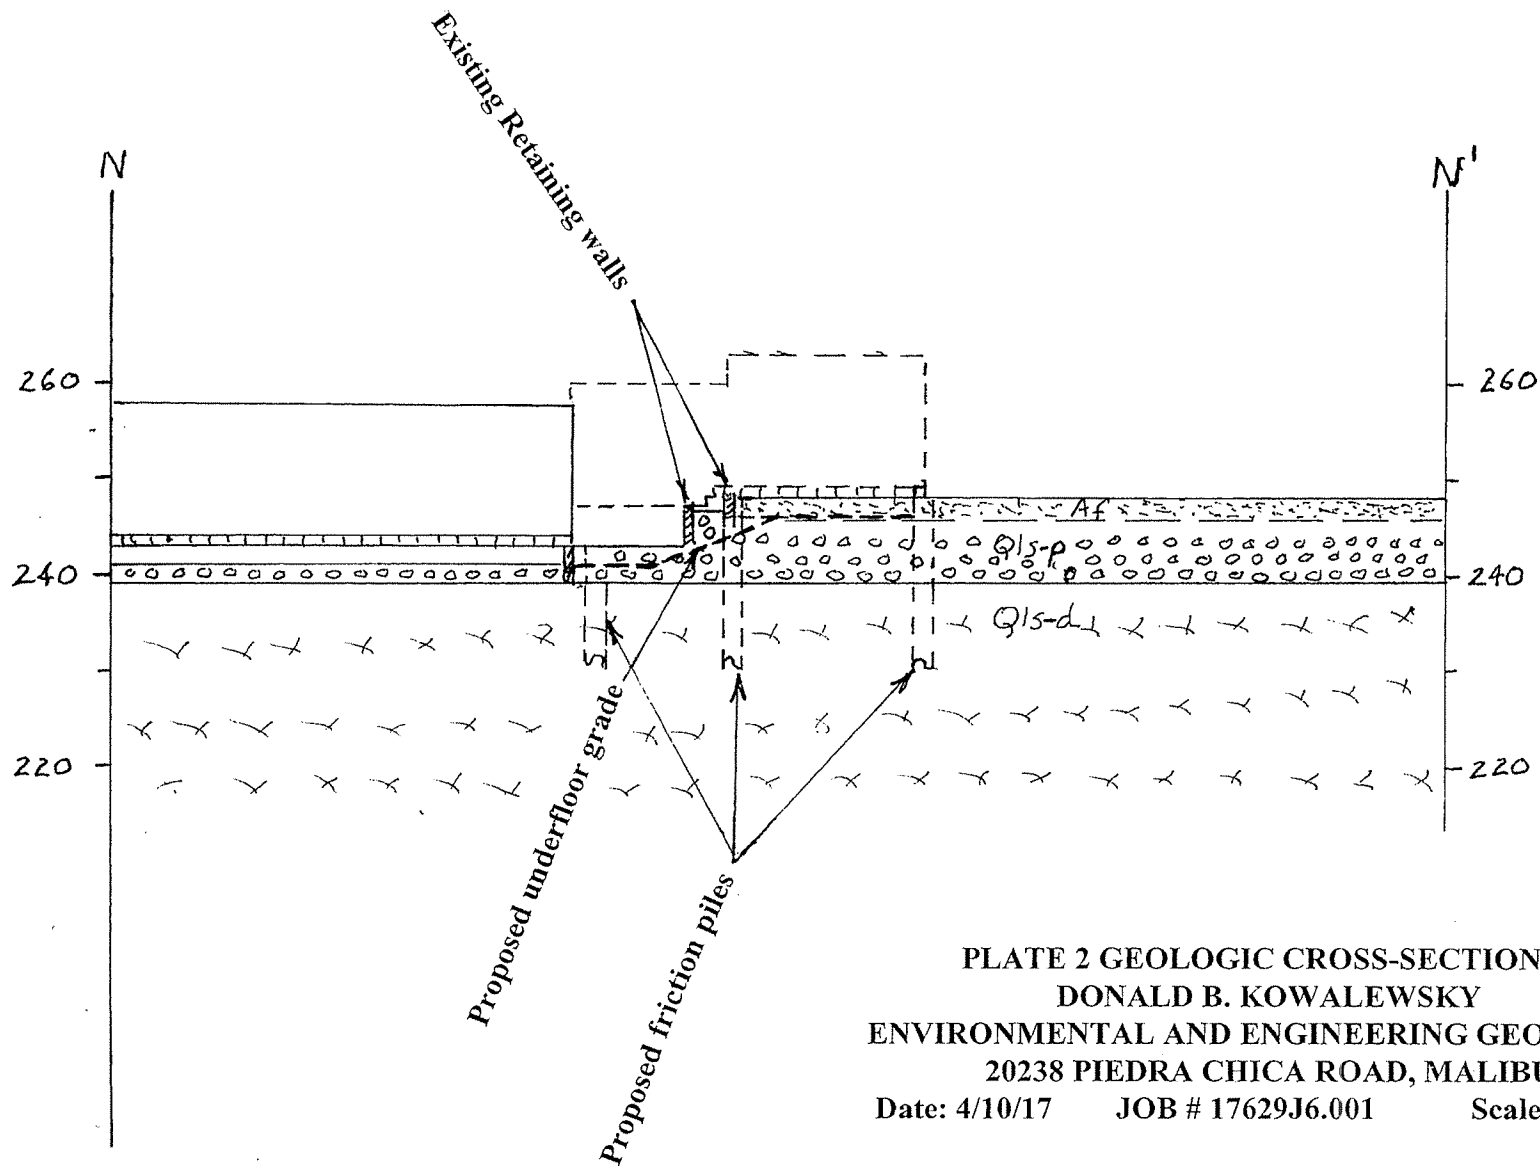 Existing Retaining walls
N
N'
260
260
Af
Qls-p
240
240
Qls-d
220
220
Proposed underfloor grade
Proposed friction piles
PLATE 2 GEOLOGIC CROSS-SECTION
DONALD B. KOWALEWSKY
ENVIRONMENTAL AND ENGINEERING GEO
20238 PIEDRA CHICA ROAD, MALIBU
Date: 4/10/17 JOB # 17629J6.001 Scale